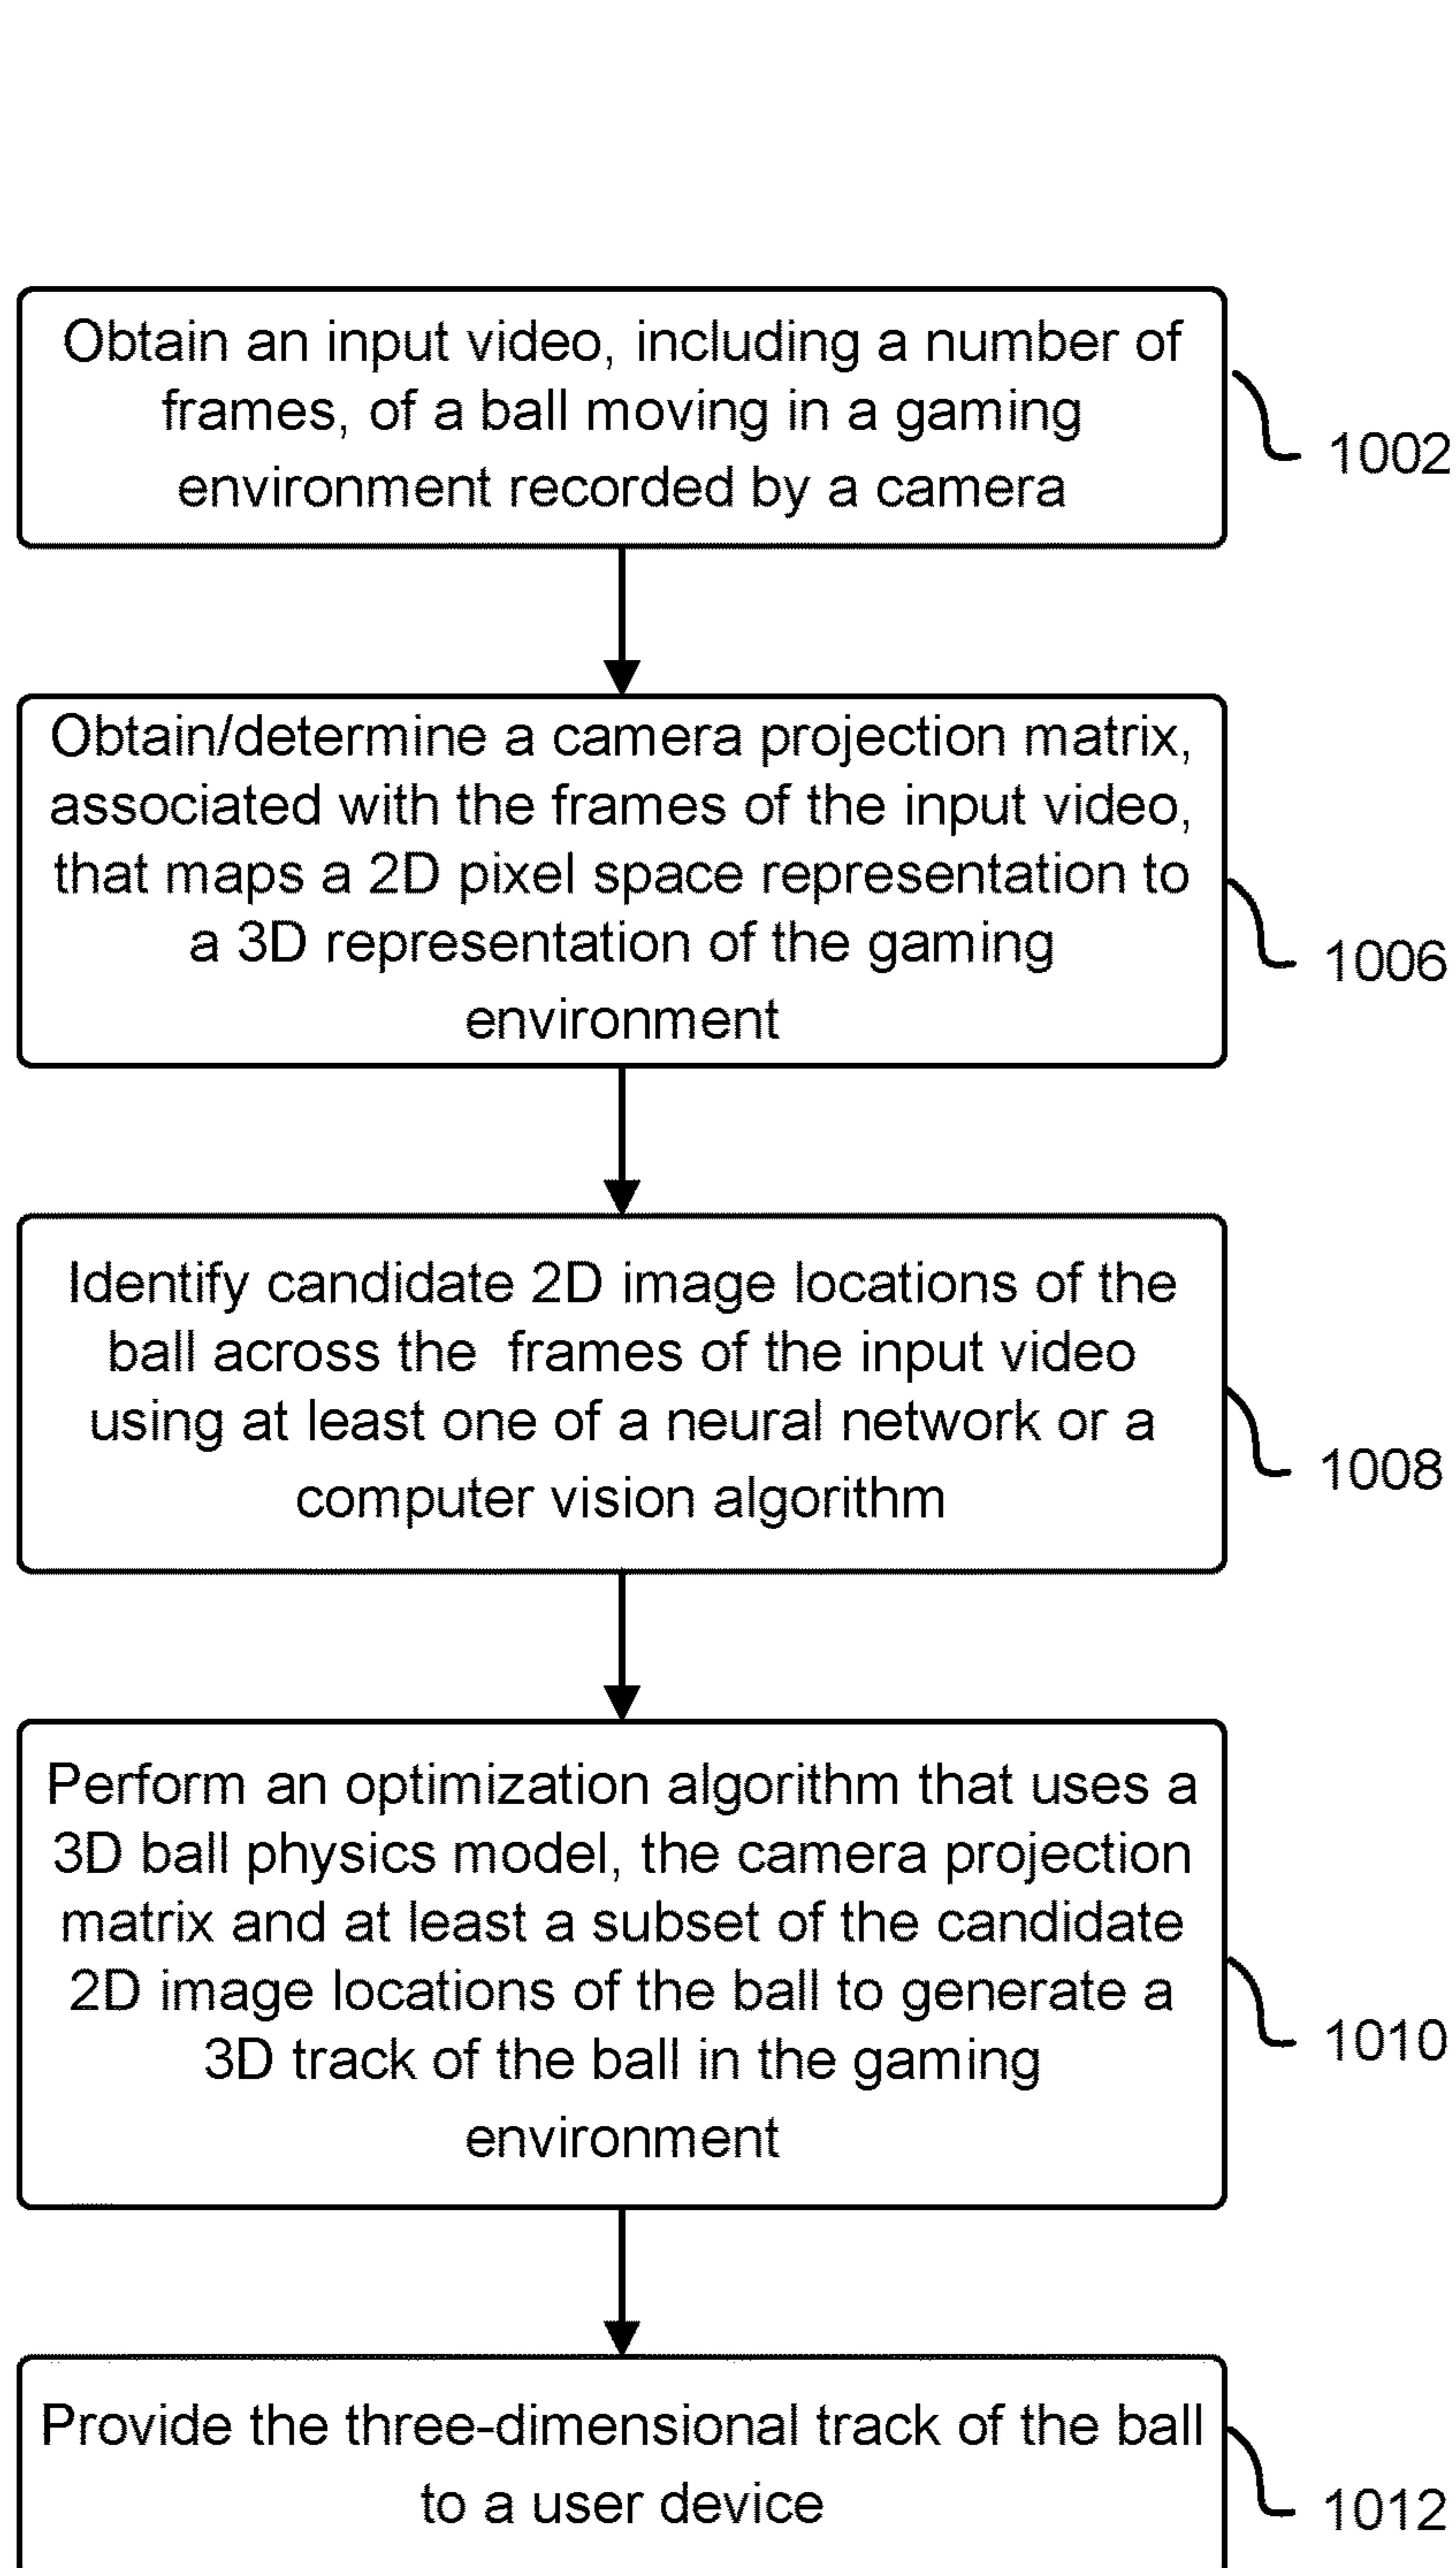 Obtain an input video, including a number of
frames, of a ball moving in a gaming
environment recorded by a camera
1002
Obtain/determine a camera projection matrix,
associated with the frames of the input video,
that maps a 2D pixel space representation to
a 3D representation of the gaming
environment
1006
Identify candidate 2D image locations of the
ball across the frames of the input video
using at least one of a neural network or a
computer vision algorithm
1008
Perform an optimization algorithm that uses a
3D ball physics model, the camera projection
matrix and at least a subset of the candidate
2D image locations of the ball to generate a
3D track of the ball in the gaming
environment
1010
Provide the three-dimensional track of the ball
to a user device
1012